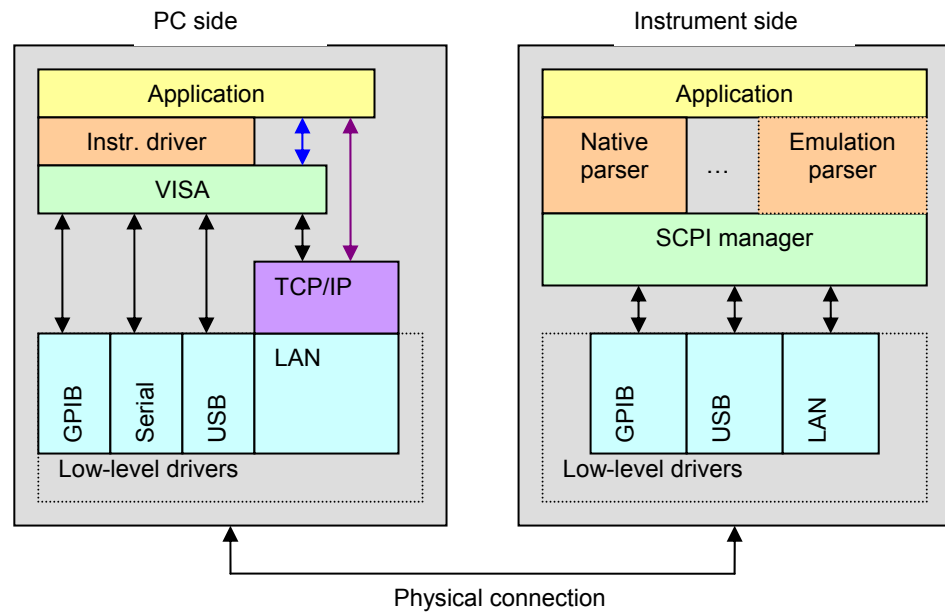 PC side
Instrument side
Application
Instr. driver
VISA
TCP/IP
LAN
GPIB
Serial
USB
Low-level drivers
Application
Native
parser
...
Emulation
parser
SCPI manager
GPIB
USB
LAN
Low-level drivers
Physical connection